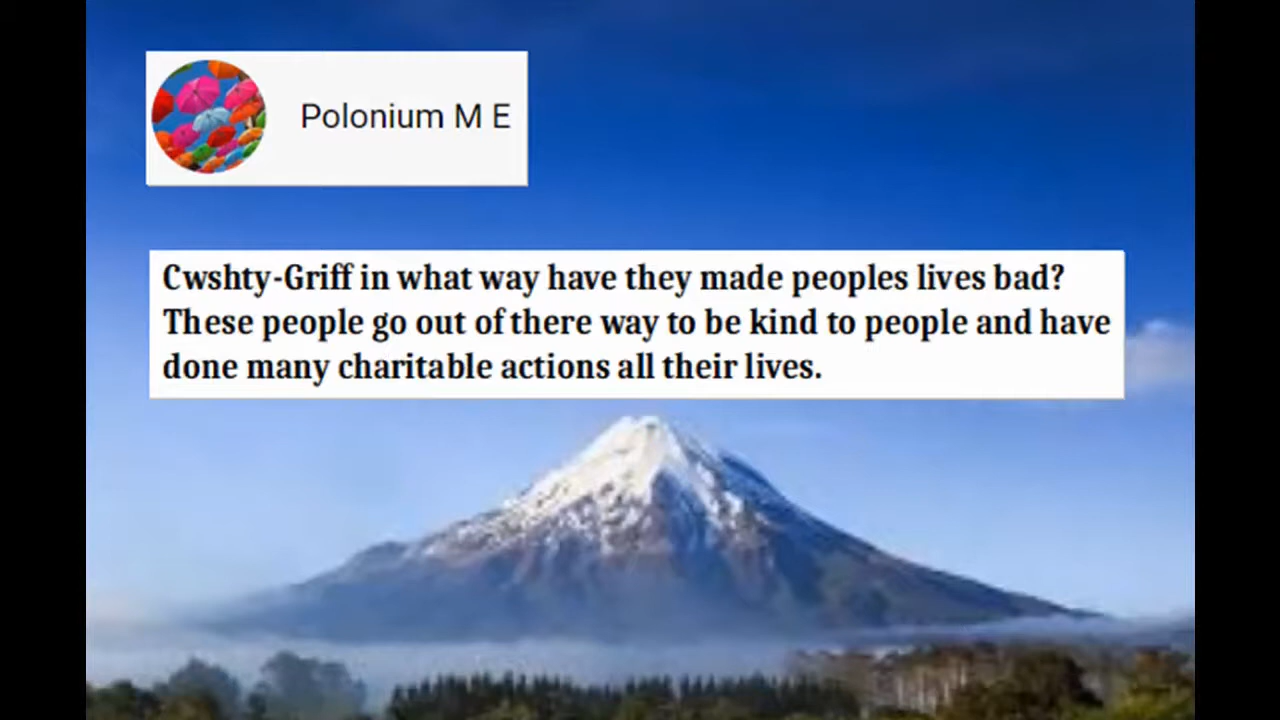 Polonium M E
Cwshty-Griff in what way have they made peoples lives bad?
These people go out of there way to be kind to people and have
done many charitable actions all their lives.